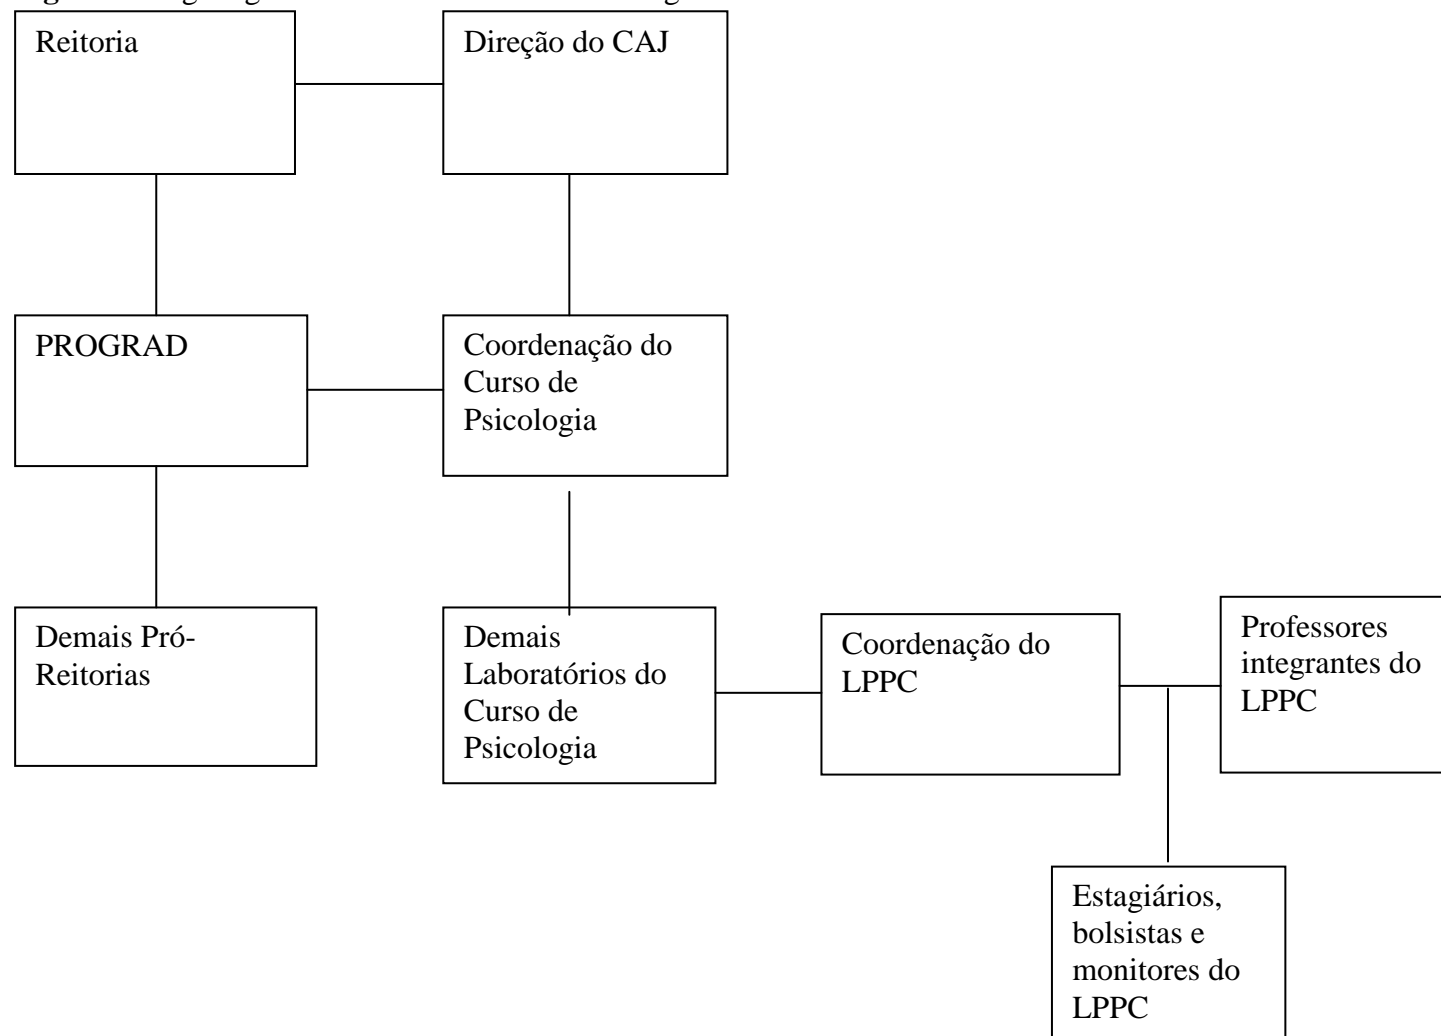 Reitoria
Direção do CAJ
PROGRAD
Coordenação do
Curso de
Psicologia
Demais Pró-
Reitorias
Demais
Laboratórios do
Curso de
Psicologia
Coordenação do
LPPC
Professores
integrantes do
LPPC
Estagiários,
bolsistas e
monitores do
LPPC